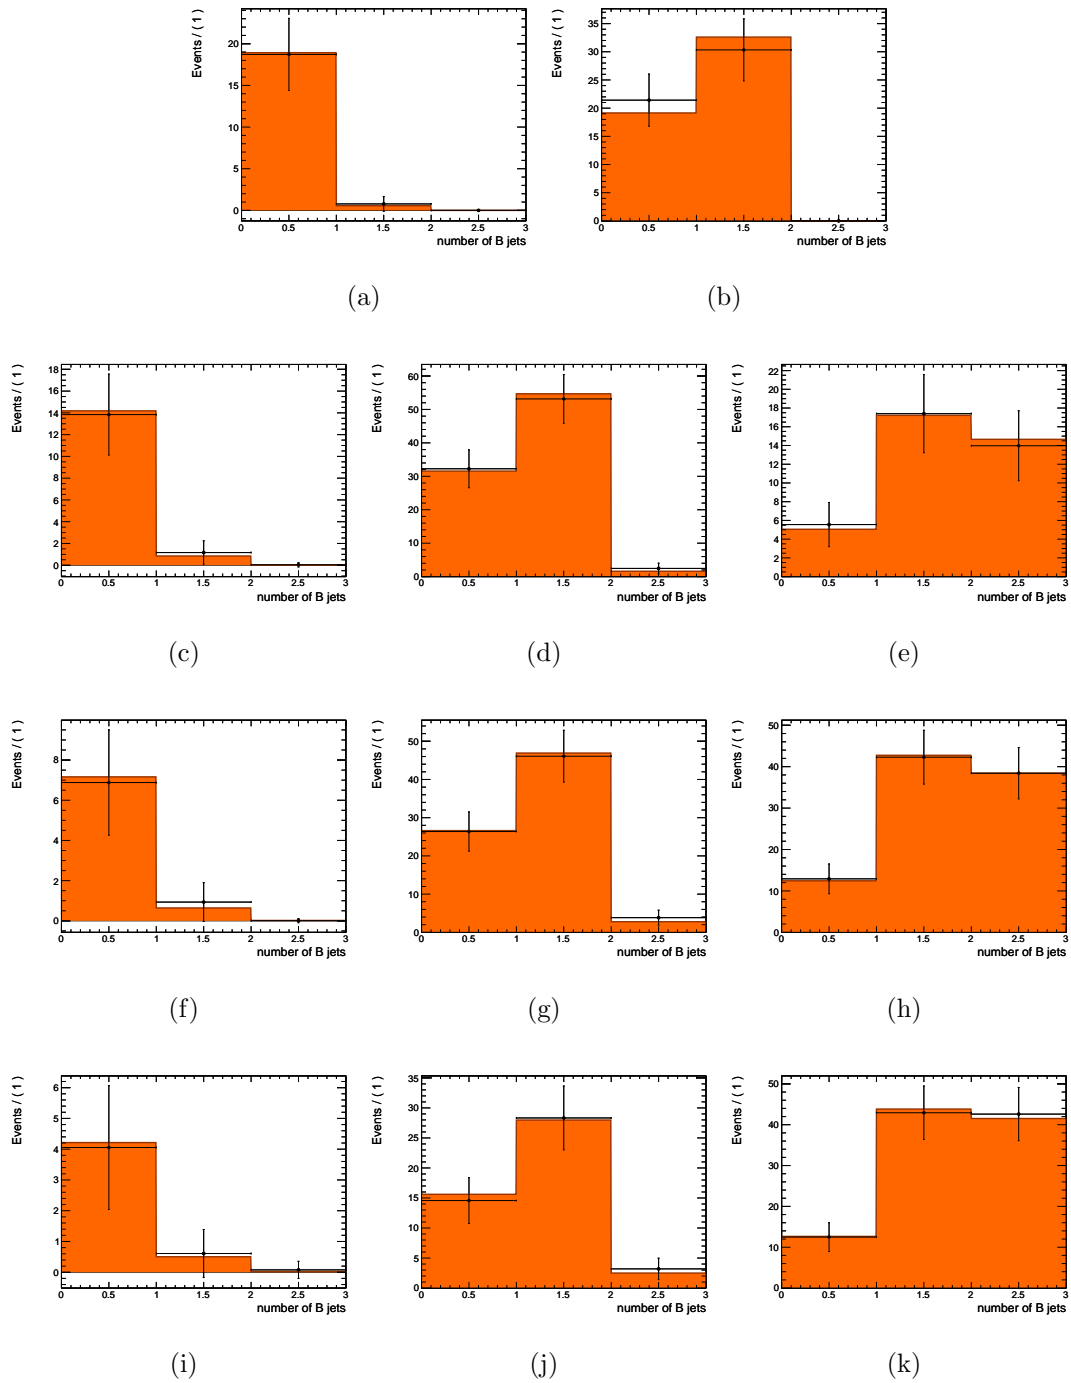 Events / ( 1 )
20
15
10
5
0
0 0.5 1 1.5 2 2.5 3
number of B jets
(a)
Events / ( 1 )
35
30
25
20
15
10
5
0
0 0.5 1 1.5 2 2.5 3
number of B jets
(b)
Events / ( 1 )
18
16
14
12
10
8
6
4
2
0
0 0.5 1 1.5 2 2.5 3
number of B jets
(c)
Events / ( 1 )
60
50
40
30
20
10
0
0 0.5 1 1.5 2 2.5 3
number of B jets
(d)
Events / ( 1 )
22
20
18
16
14
12
10
8
6
4
2
0
0 0.5 1 1.5 2 2.5 3
number of B jets
(e)
Events / ( 1 )
8
6
4
2
0
0 0.5 1 1.5 2 2.5 3
number of B jets
(f)
Events / ( 1 )
50
40
30
20
10
0
0 0.5 1 1.5 2 2.5 3
number of B jets
(g)
Events / ( 1 )
50
40
30
20
10
0
0 0.5 1 1.5 2 2.5 3
number of B jets
(h)
Events / ( 1 )
6
5
4
3
2
1
0
0 0.5 1 1.5 2 2.5 3
number of B jets
(i)
Events / ( 1 )
35
30
25
20
15
10
5
0
0 0.5 1 1.5 2 2.5 3
number of B jets
(j)
Events / ( 1 )
50
40
30
20
10
0
0 0.5 1 1.5 2 2.5 3
number of B jets
(k)